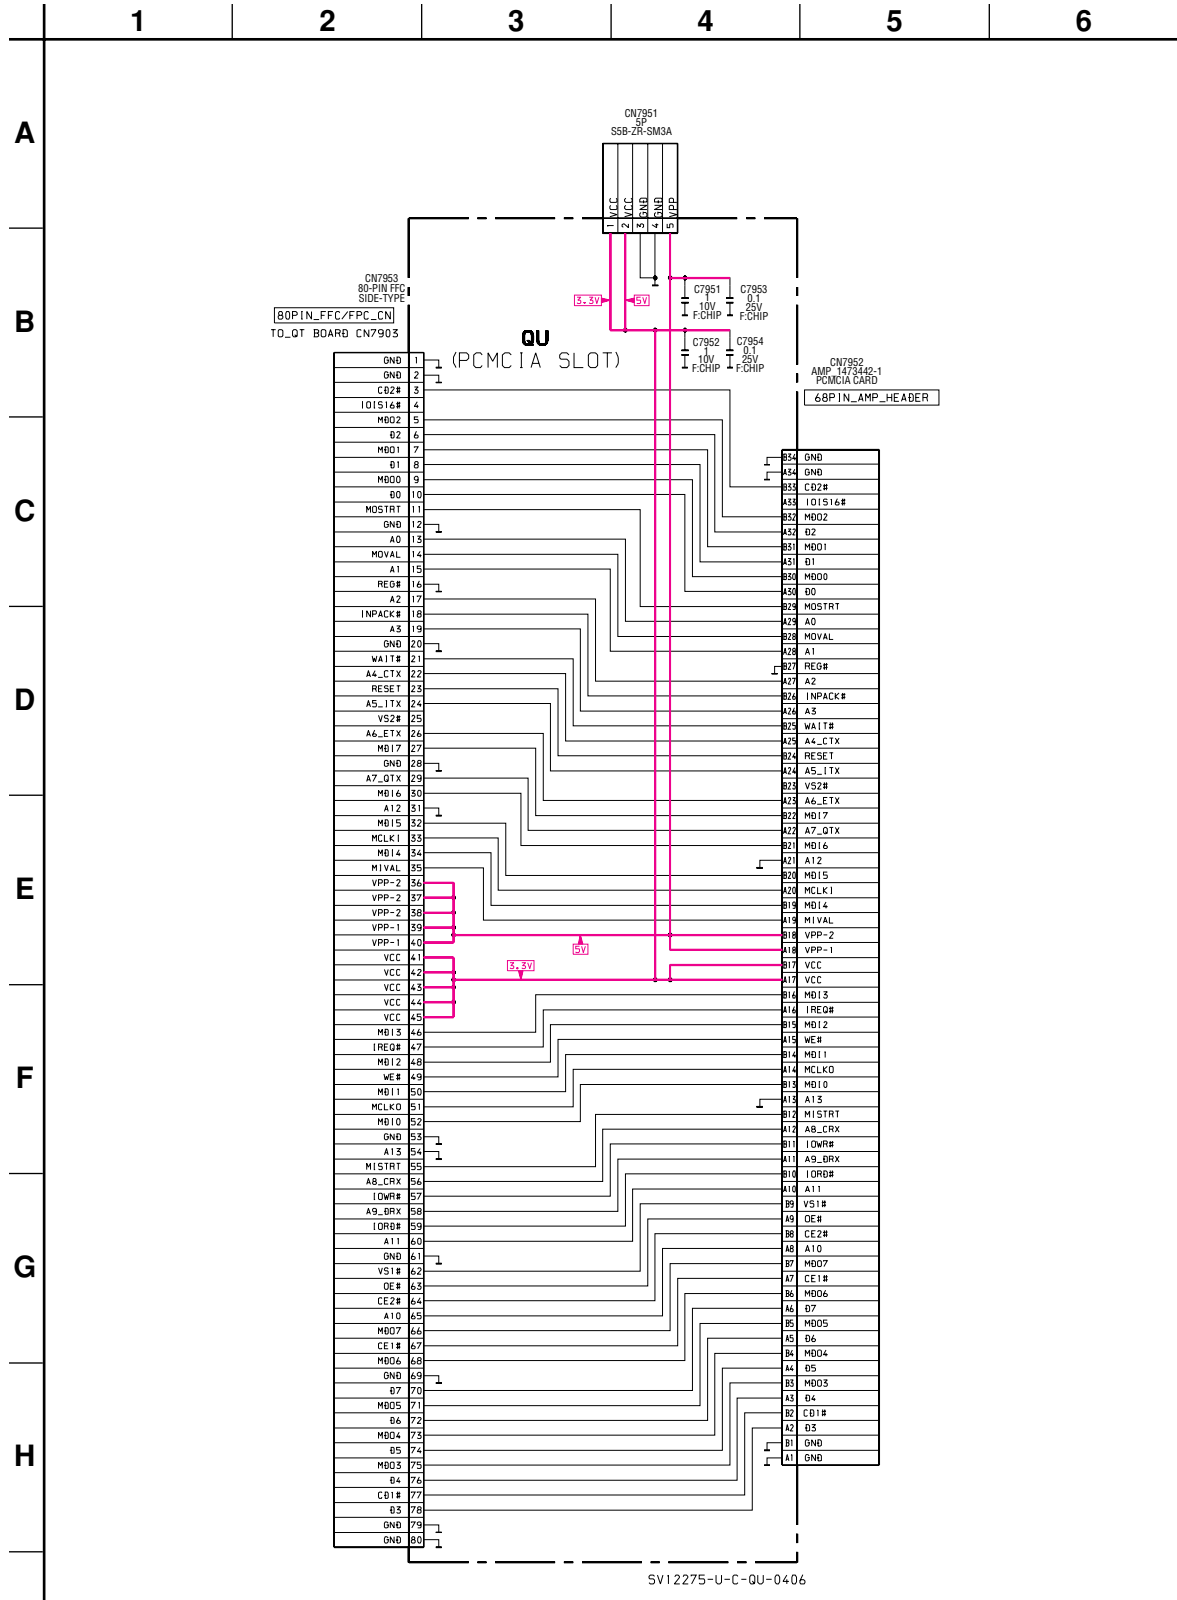 1 2 3 4 5 6
A
B
C
D
E
F
G
H
CN7951
5P
S5B-ZR-SM3A
1 VCC
2 VCC
3 GND
4 GND
5 VPP
3.3V
5V
C7951
1
10V
F:CHIP
C7953
0.1
25V
F:CHIP
C7952
1
10V
F:CHIP
C7954
0.1
25V
F:CHIP
QU
(PCMCIA SLOT)
CN7953
80-PIN FFC
SIDE-TYPE
80PIN_FFC/FPC_CN
TO_QT BOARD CN7903
GND 1
GND 2
CD2# 3
IOIS16# 4
MDO2 5
D2 6
MDO1 7
D1 8
MDO0 9
D0 10
MOSTRT 11
GND 12
A0 13
MOVAL 14
A1 15
REG# 16
A2 17
INPACK# 18
A3 19
GND 20
WAIT# 21
A4_CTX 22
RESET 23
A5_ITX 24
VS2# 25
A6_ETX 26
MDI7 27
GND 28
A7_QTX 29
MDI6 30
A12 31
MDI5 32
MCLKI 33
MDI4 34
MIVAL 35
VPP-2 36
VPP-2 37
VPP-2 38
VPP-1 39
VPP-1 40
VCC 41
VCC 42
VCC 43
VCC 44
VCC 45
MDI3 46
IREQ# 47
MDI2 48
WE# 49
MDI1 50
MCLKO 51
MDI0 52
GND 53
A13 54
MISTRT 55
A8_CRX 56
IOWR# 57
A9_DRX 58
IORD# 59
A11 60
GND 61
VS1# 62
OE# 63
CE2# 64
A10 65
MDO7 66
CE1# 67
MDO6 68
GND 69
D7 70
MDO5 71
D6 72
MDO4 73
D5 74
MDO3 75
D4 76
CD1# 77
D3 78
GND 79
GND 80
5V
3.3V
CN7952
AMP_1473442-1
PCMCIA CARD
68PIN_AMP_HEADER
B34 GND
A34 GND
B33 CD2#
A33 IOIS16#
B32 MDO2
A32 D2
B31 MDO1
A31 D1
B30 MDO0
A30 D0
B29 MOSTRT
A29 A0
B28 MOVAL
A28 A1
B27 REG#
A27 A2
B26 INPACK#
A26 A3
B25 WAIT#
A25 A4_CTX
B24 RESET
A24 A5_ITX
B23 VS2#
A23 A6_ETX
B22 MDI7
A22 A7_QTX
B21 MDI6
A21 A12
B20 MDI5
A20 MCLKI
B19 MDI4
A19 MIVAL
B18 VPP-2
A18 VPP-1
B17 VCC
A17 VCC
B16 MDI3
A16 IREQ#
B15 MDI2
A15 WE#
B14 MDI1
A14 MCLKO
B13 MDI0
A13 A13
B12 MISTRT
A12 A8_CRX
B11 IOWR#
A11 A9_DRX
B10 IORD#
A10 A11
B9 VS1#
A9 OE#
B8 CE2#
A8 A10
B7 MDO7
A7 CE1#
B6 MDO6
A6 D7
B5 MDO5
A5 D6
B4 MDO4
A4 D5
B3 MDO3
A3 D4
B2 CD1#
A2 D3
B1 GND
A1 GND
SV12275-U-C-QU-0406